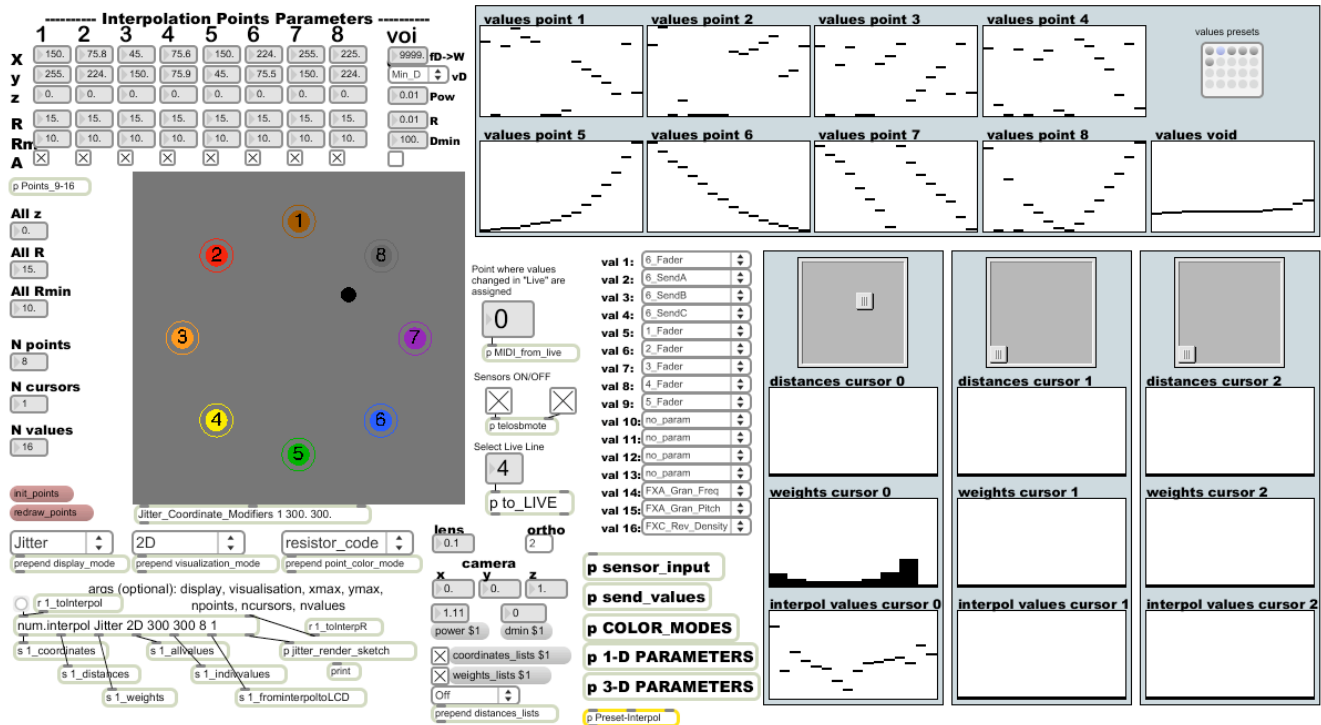 ---------- Interpolation Points Parameters ----------
1 2 3 4 5 6 7 8 voi
X 150. 75.8 45. 75.6 150. 224. 255. 225. 9999. fD->W
y 255. 224. 150. 75.9 45. 75.5 150. 224. Min_D vD
z 0. 0. 0. 0. 0. 0. 0. 0. 0.01 Pow
R 15. 15. 15. 15. 15. 15. 15. 15. 0.01 R
Rm 10. 10. 10. 10. 10. 10. 10. 10. 100. Dmin
A
p Points_9-16
All z
0.
All R
15.
All Rmin
10.
N points
8
N cursors
1
N values
16
init_points
redraw_points
1
2
8
3
7
4
6
5
Jitter_Coordinate_Modifiers 1 300. 300.
Jitter
2D
resistor_code
prepend display_mode
prepend visualization_mode
prepend point_color_mode
args (optional): display, visualisation, xmax, ymax,
npoints, ncursors, nvalues
r 1_toInterpol
num.interpol Jitter 2D 300 300 8 1
r 1_toInterpR
s 1_coordinates
s 1_allvalues
p jitter_render_sketch
s 1_distances
s 1_indivvalues
print
s 1_weights
s 1_frominterpoltoLCD
values point 1
values point 2
values point 3
values point 4
values presets
values point 5
values point 6
values point 7
values point 8
values void
Point where values
changed in "Live" are
assigned
0
p MIDI_from_live
Sensors ON/OFF
p telosbmote
Select Live Line
4
p to_LIVE
lens
0.1
ortho
2
camera
x y z
0. 0. 1.
1.11
0
power $1
dmin $1
coordinates_lists $1
weights_lists $1
Off
prepend distances_lists
val 1: 6_Fader
val 2: 6_SendA
val 3: 6_SendB
val 4: 6_SendC
val 5: 1_Fader
val 6: 2_Fader
val 7: 3_Fader
val 8: 4_Fader
val 9: 5_Fader
val 10: no_param
val 11: no_param
val 12: no_param
val 13: no_param
val 14: FXA_Gran_Freq
val 15: FXA_Gran_Pitch
val 16: FXC_Rev_Density
p sensor_input
p send_values
p COLOR_MODES
p 1-D PARAMETERS
p 3-D PARAMETERS
p Preset-Interpol
distances cursor 0
distances cursor 1
distances cursor 2
weights cursor 0
weights cursor 1
weights cursor 2
interpol values cursor 0
interpol values cursor 1
interpol values cursor 2